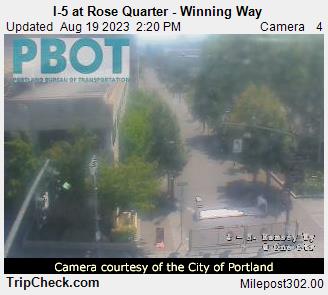 I-5 at Rose Quarter - Winning Way
Updated Aug 19 2023 2:20 PM Camera 4
PBOT
PORTLAND BUREAU OF TRANSPORTATION
Camera courtesy of the City of Portland
TripCheck.com Milepost302.00